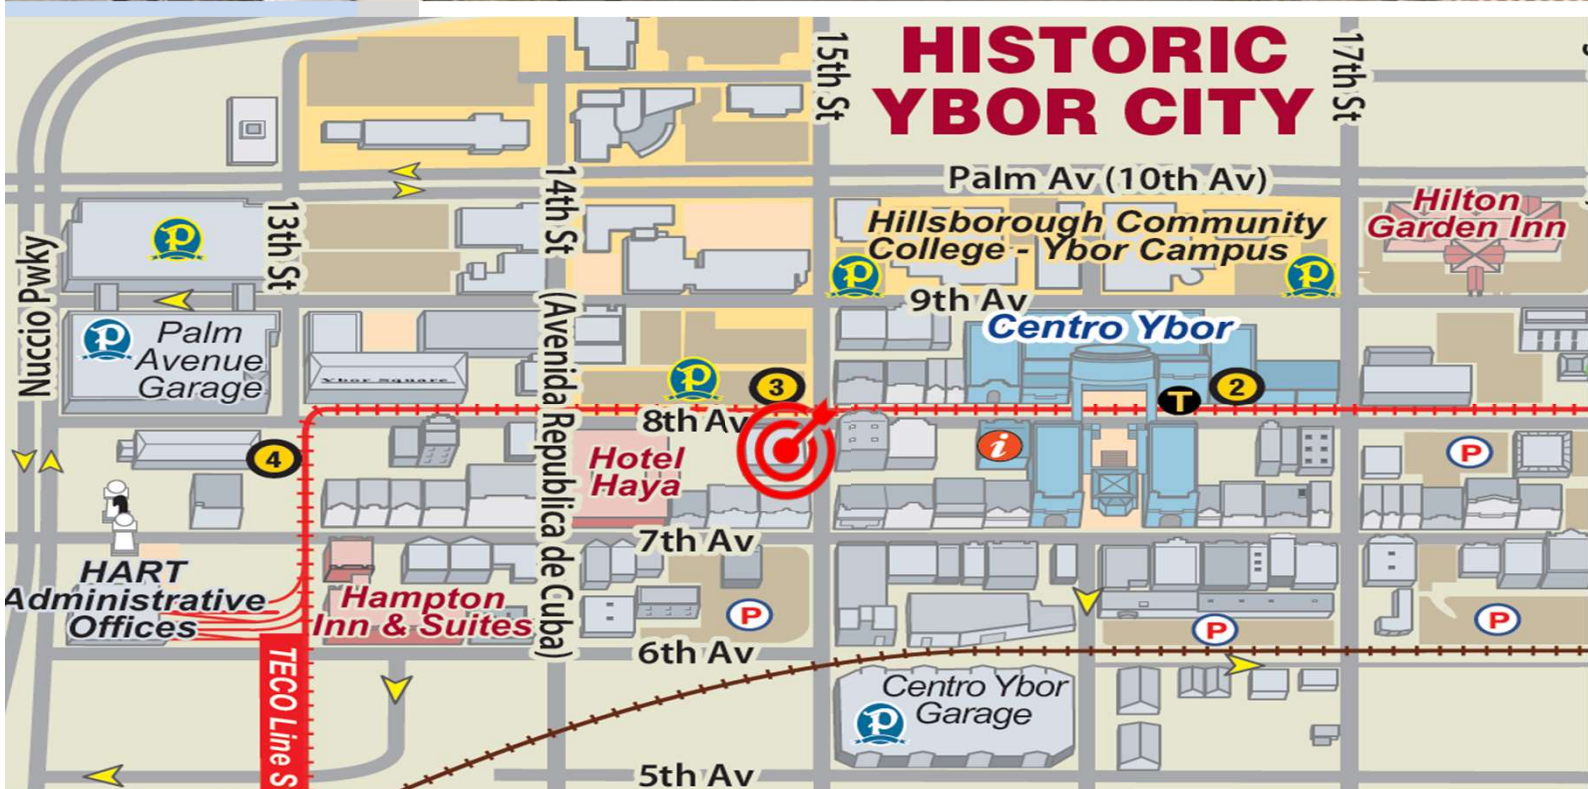 HISTORIC
YBOR CITY
15th St
17th St
Palm Av (10th Av)
14th St (Avenida Republica de Cuba)
13th St
Nuccio Pwky
Hillsborough Community
College - Ybor Campus
Hilton
Garden Inn
P
P
P
9th Av
Centro Ybor
P
Palm
Avenue
Garage
Ybor Square
P
3
T
2
8th Av
4
Hotel
Haya
i
P
7th Av
HART
Administrative
Offices
Hampton
Inn & Suites
P
P
P
6th Av
TECO Line S
Centro Ybor
Garage
P
5th Av